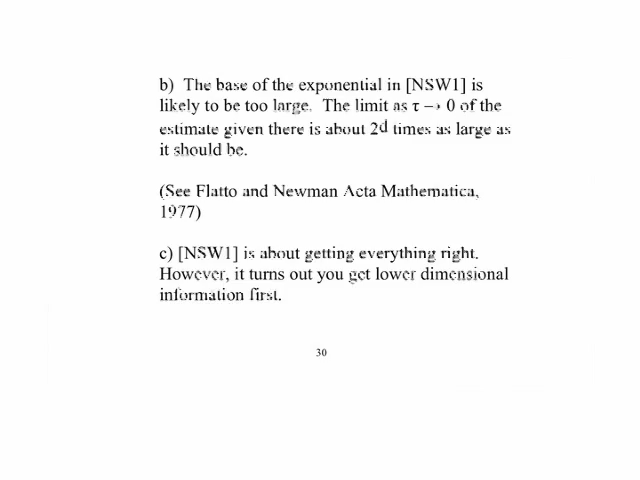 b) The base of the exponential in [NSW1] is
likely to be too large. The limit as τ → 0 of the
estimate given there is about 2d times as large as
it should be.
(See Flatto and Newman Acta Mathematica,
1977)
c) [NSW1] is about getting everything right.
However, it turns out you get lower dimensional
information first.
30